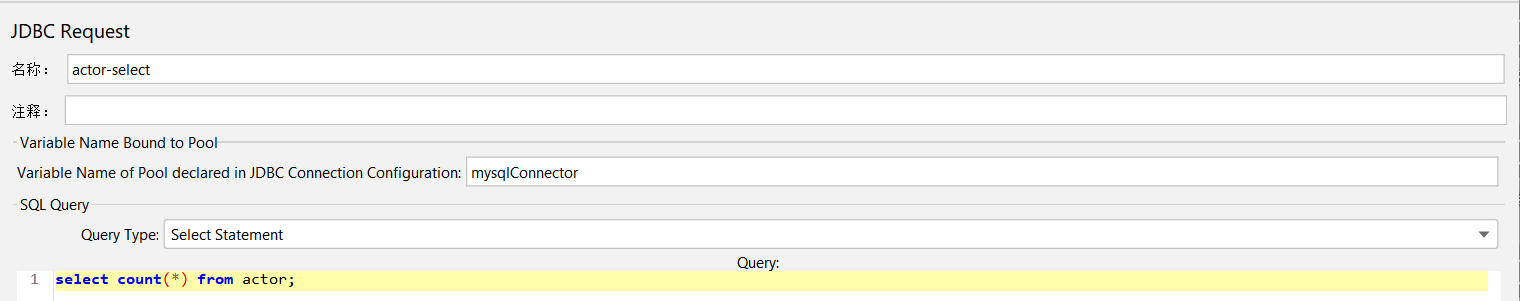 JDBC Request
名称： actor-select
注释：
Variable Name Bound to Pool
Variable Name of Pool declared in JDBC Connection Configuration: mysqlConnector
SQL Query
Query Type: Select Statement
Query:
1 select count(*) from actor;